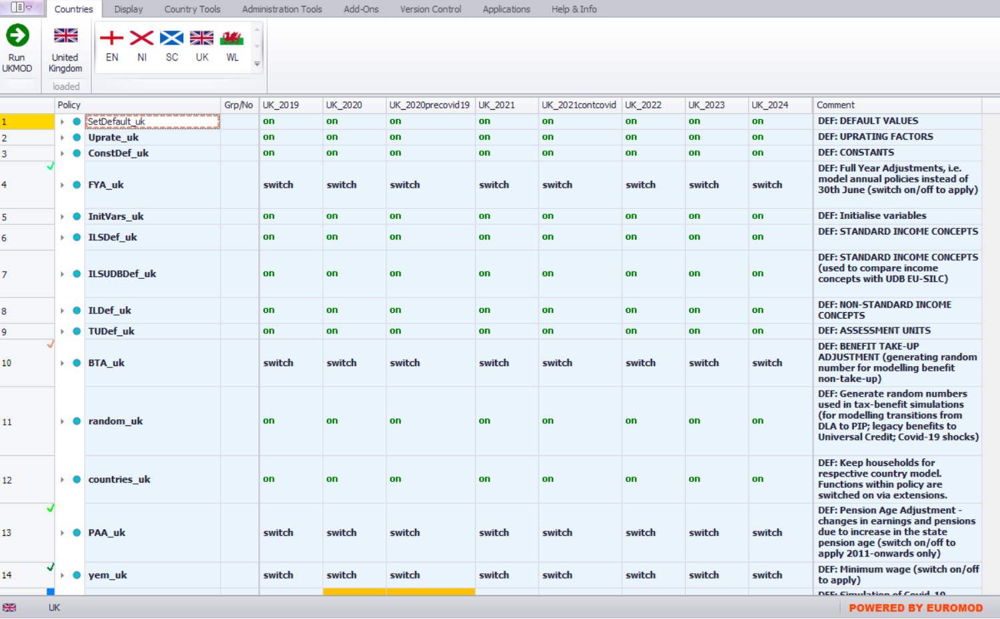 Countries Display Country Tools Administration Tools Add-Ons Version Control Applications Help & Info
Run
UKMOD
United
Kingdom
loaded
EN NI SC UK WL
Policy Grp/No UK_2019 UK_2020 UK_2020precovid19 UK_2021 UK_2021contcovid UK_2022 UK_2023 UK_2024 Comment
1 SetDefault_uk on on on on on on on on DEF: DEFAULT VALUES
2 Uprate_uk on on on on on on on on DEF: UPRATING FACTORS
3 ConstDef_uk on on on on on on on on DEF: CONSTANTS
4 FYA_uk switch switch switch switch switch switch switch switch DEF: Full Year Adjustments, i.e.
model annual policies instead of
30th June (switch on/off to apply)
5 InitVars_uk on on on on on on on on DEF: Initialise variables
6 ILSDef_uk on on on on on on on on DEF: STANDARD INCOME CONCEPTS
7 ILSUDBDef_uk on on on on on on on on DEF: STANDARD INCOME CONCEPTS
(used to compare income
concepts with UDB EU-SILC)
8 ILDef_uk on on on on on on on on DEF: NON-STANDARD INCOME
CONCEPTS
9 TUDef_uk on on on on on on on on DEF: ASSESSMENT UNITS
10 BTA_uk switch switch switch switch switch switch switch switch DEF: BENEFIT TAKE-UP
ADJUSTMENT (generating random
number for modelling benefit
non-take-up)
11 random_uk on on on on on on on on DEF: Generate random numbers
used in tax-benefit simulations
(for modelling transitions from
DLA to PIP; legacy benefits to
Universal Credit; Covid-19 shocks)
12 countries_uk on on on on on on on on DEF: Keep households for
respective country model.
Functions within policy are
switched on via extensions.
13 PAA_uk switch switch switch switch switch switch switch switch DEF: Pension Age Adjustment -
changes in earnings and pensions
due to increase in the state
pension age (switch on/off to
apply 2011-onwards only)
14 yem_uk switch switch switch switch switch switch switch switch DEF: Minimum wage (switch on/off
to apply)
DEF: Simulation of Covid-19
UK POWERED BY EUROMOD